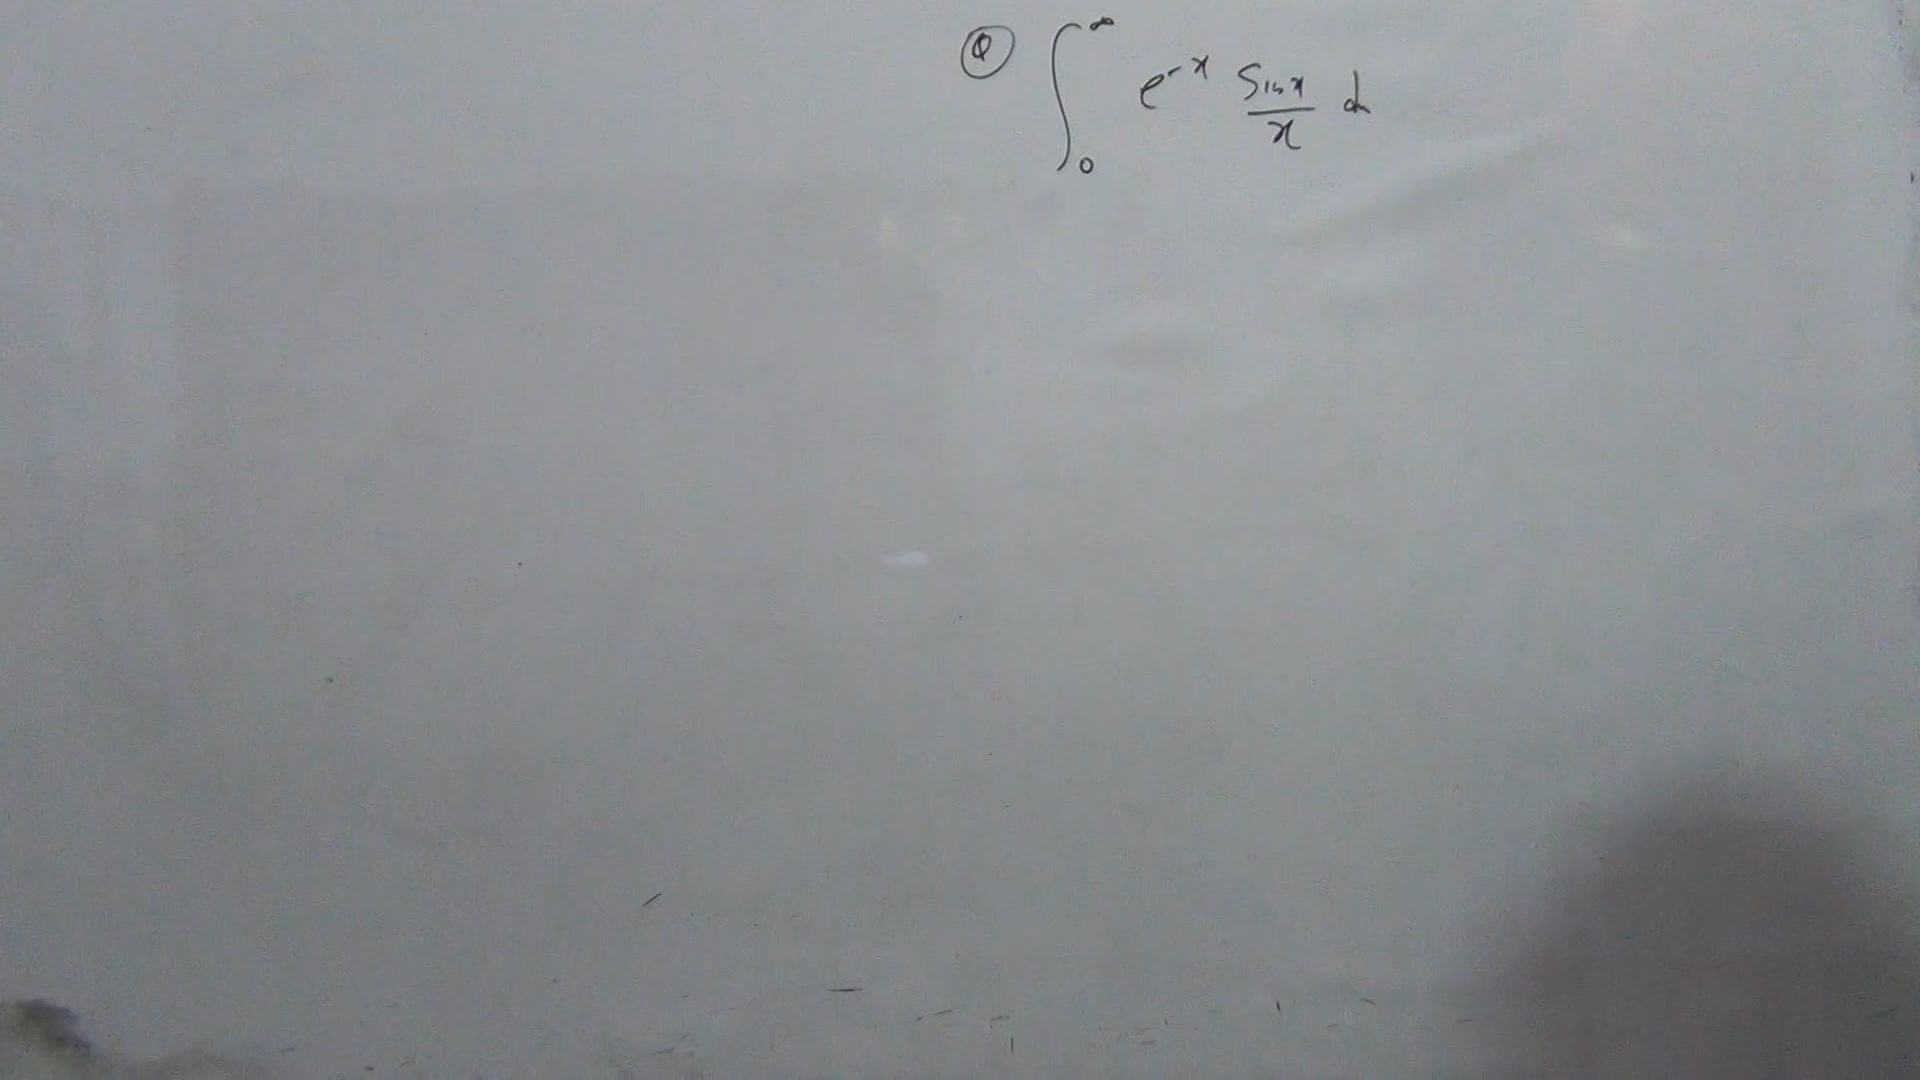 Q ∫₀^∞ e^-x Sinx/x dx